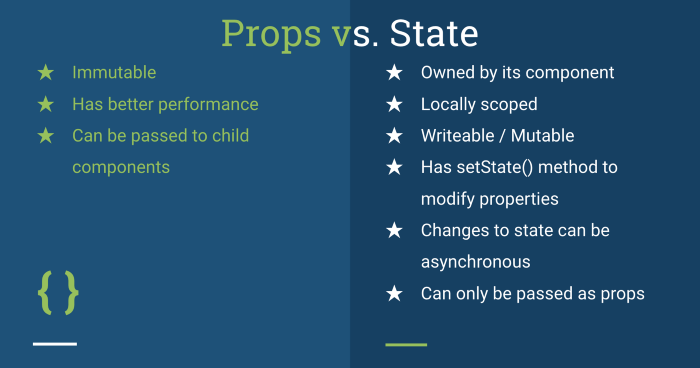 Props vs. State
★ Immutable
★ Has better performance
★ Can be passed to child
components
{ }
★ Owned by its component
★ Locally scoped
★ Writeable / Mutable
★ Has setState() method to
modify properties
★ Changes to state can be
asynchronous
★ Can only be passed as props